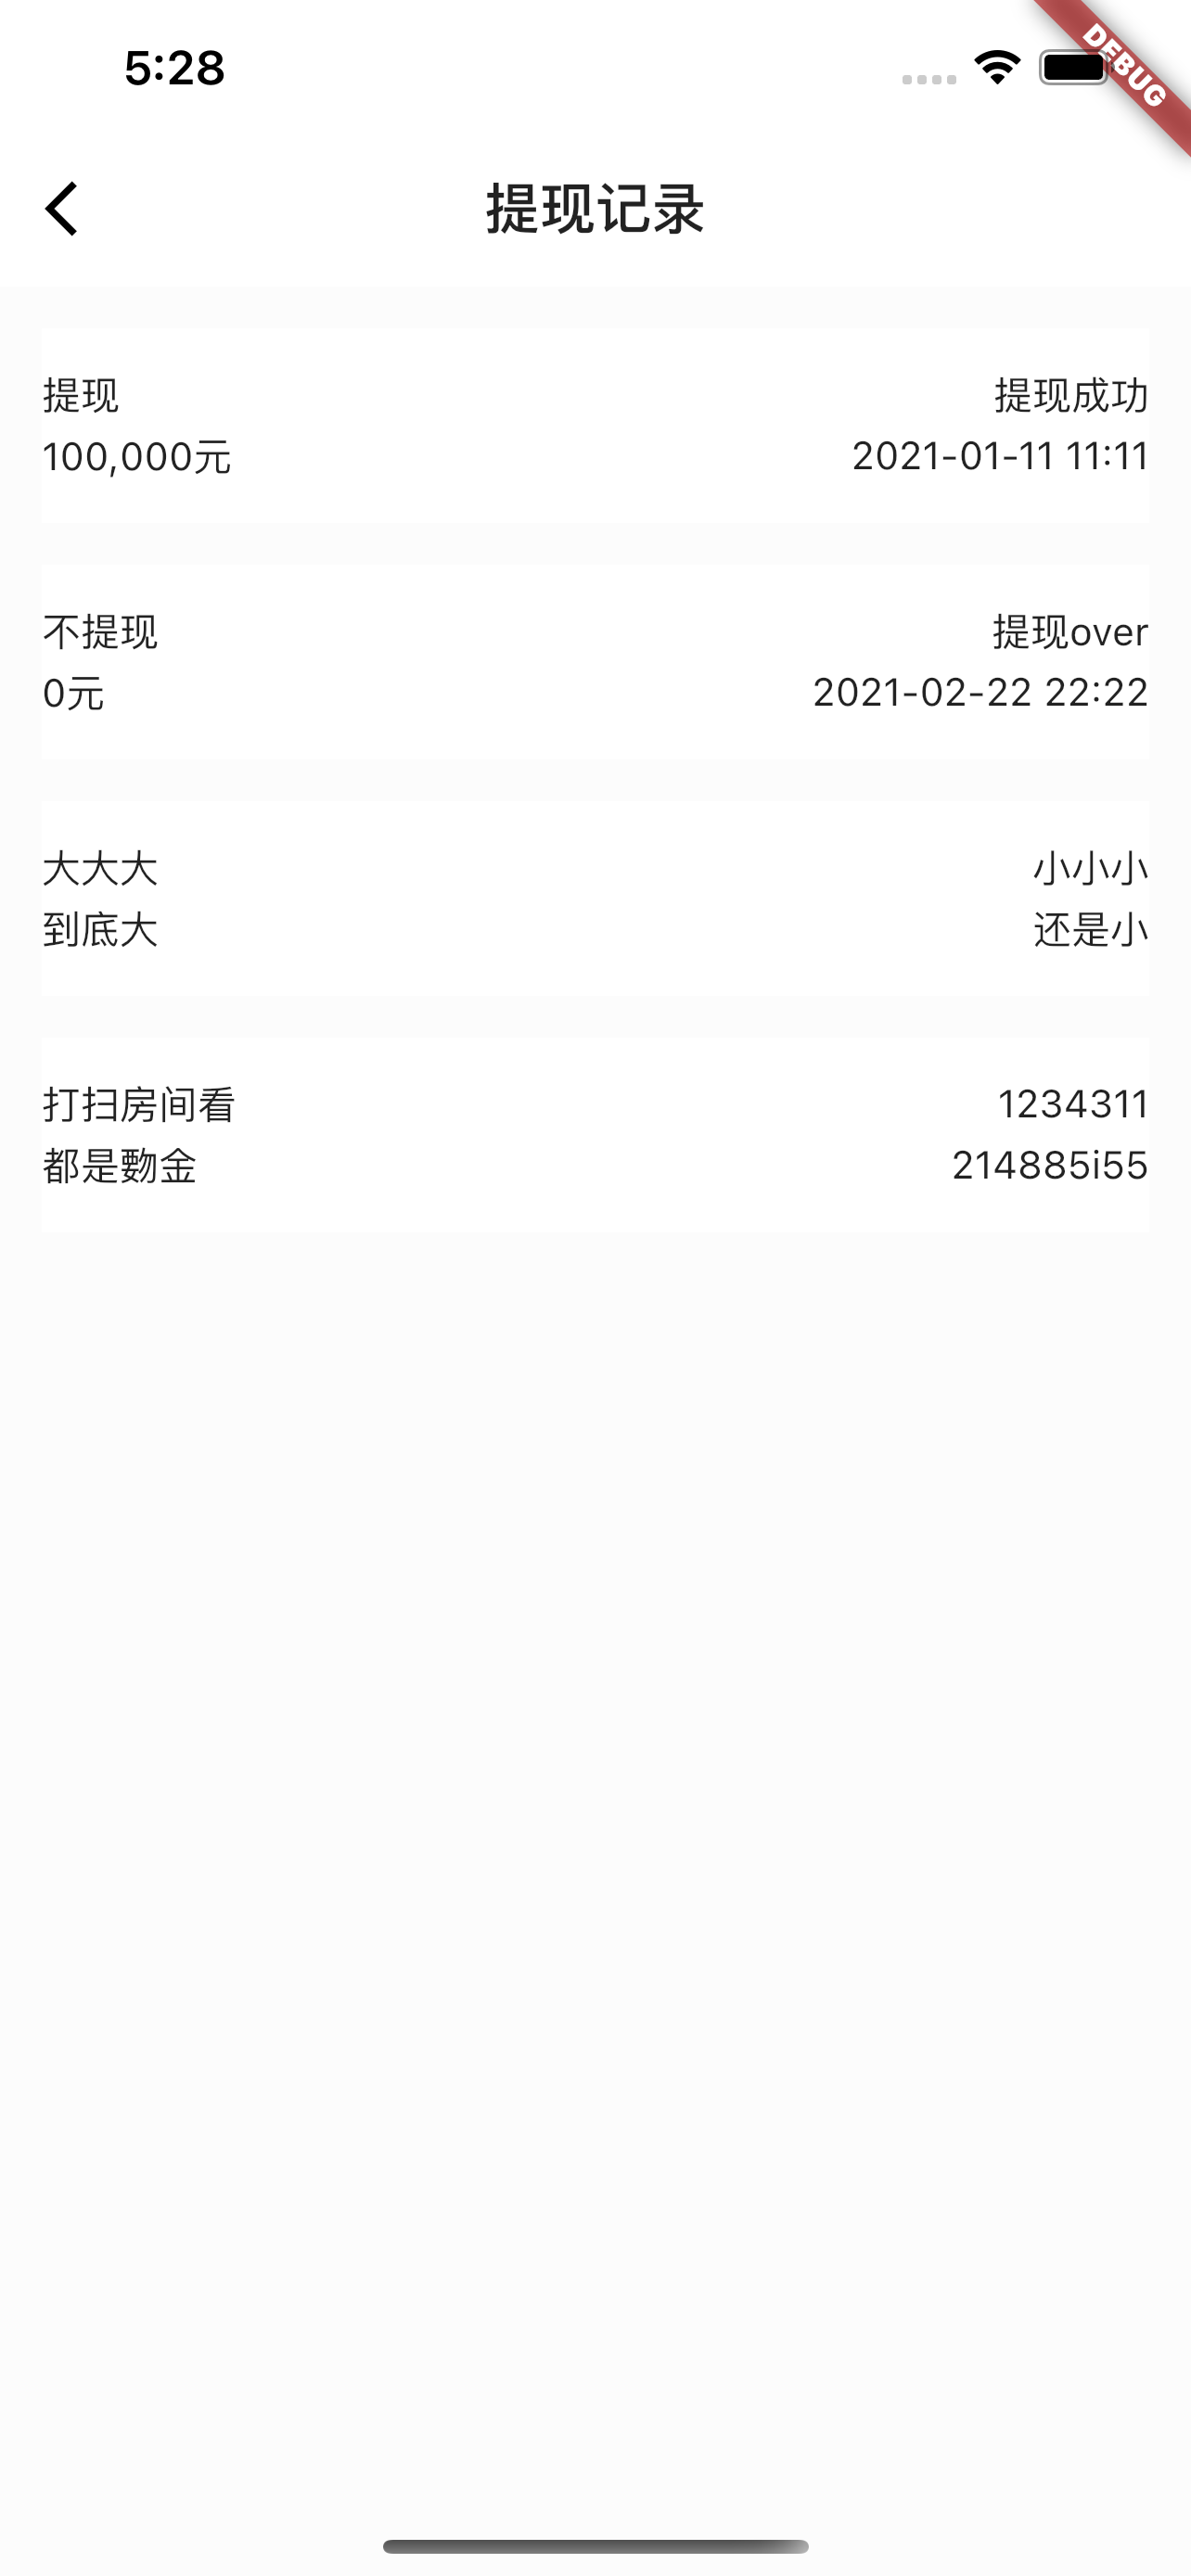 5:28
DEBUG
提现记录
提现 提现成功
100,000元 2021-01-11 11:11
不提现 提现over
0元 2021-02-22 22:22
大大大 小小小
到底大 还是小
打扫房间看 1234311
都是覅金 214885i55